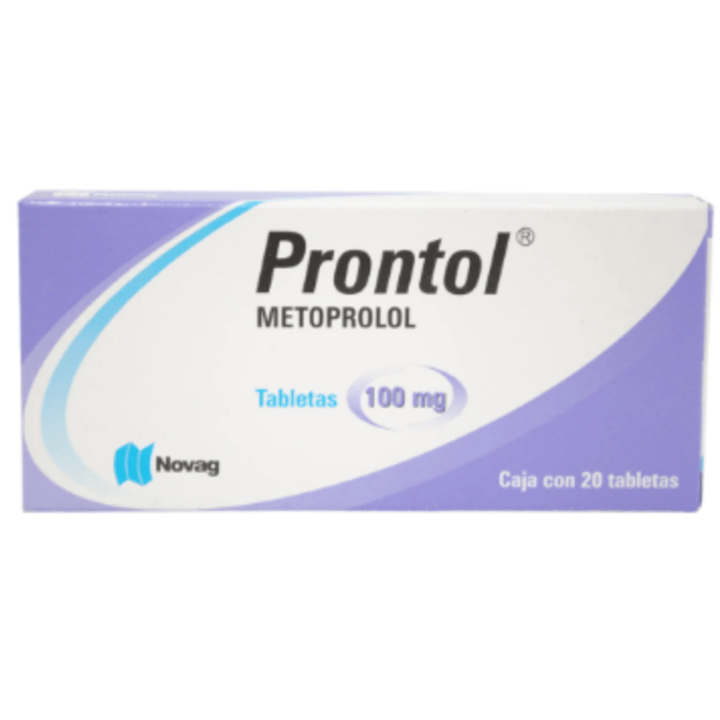 Prontol®
METOPROLOL
Tabletas 100 mg
Novag
Caja con 20 tabletas